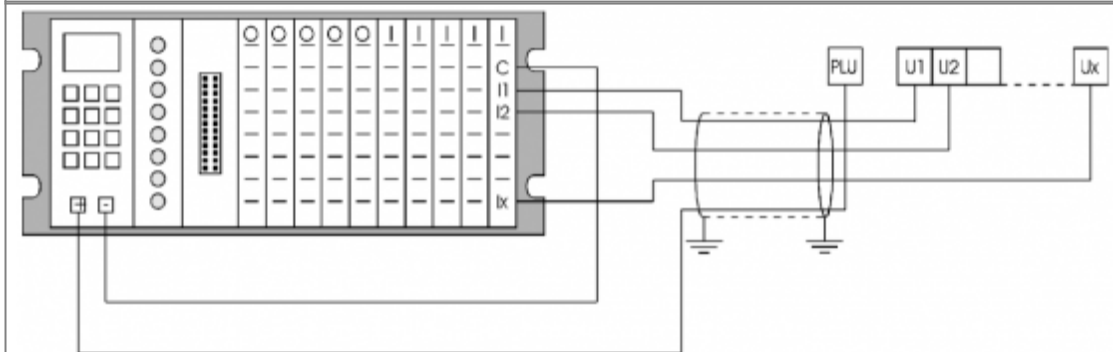 O O O O O I I I I I
C
I1
I2
Ix
+ -
PLU
U1 U2
Ux